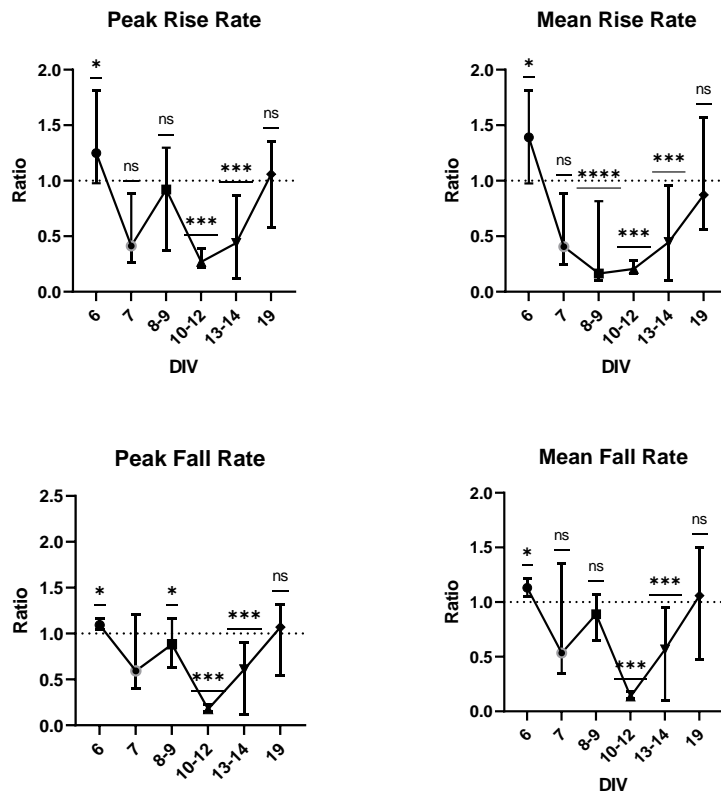 Peak Rise Rate
Ratio
2.0
1.5
1.0
0.5
0.0
*
ns
ns
***
***
ns
6
7
8-9
10-12
13-14
19
DIV
Mean Rise Rate
Ratio
2.0
1.5
1.0
0.5
0.0
*
ns
****
***
***
ns
6
7
8-9
10-12
13-14
19
DIV
Peak Fall Rate
Ratio
2.5
2.0
1.5
1.0
0.5
0.0
*
*
***
***
ns
6
7
8-9
10-12
13-14
19
Mean Fall Rate
Ratio
2.0
1.5
1.0
0.5
0.0
*
ns
ns
***
***
ns
6
7
8-9
10-12
13-14
19
DIV